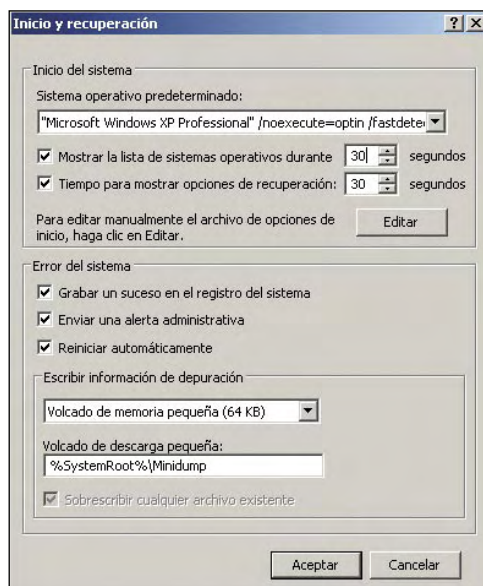 Inicio y recuperación
Inicio del sistema
Sistema operativo predeterminado:
"Microsoft Windows XP Professional" /noexecute=optin /fastdete
Mostrar la lista de sistemas operativos durante 30 segundos
Tiempo para mostrar opciones de recuperación: 30 segundos
Para editar manualmente el archivo de opciones de
inicio, haga clic en Editar.
Editar
Error del sistema
Grabar un suceso en el registro del sistema
Enviar una alerta administrativa
Reiniciar automáticamente
Escribir información de depuración
Volcado de memoria pequeña (64 KB)
Volcado de descarga pequeña:
%SystemRoot%\Minidump
Sobrescribir cualquier archivo existente
Aceptar Cancelar